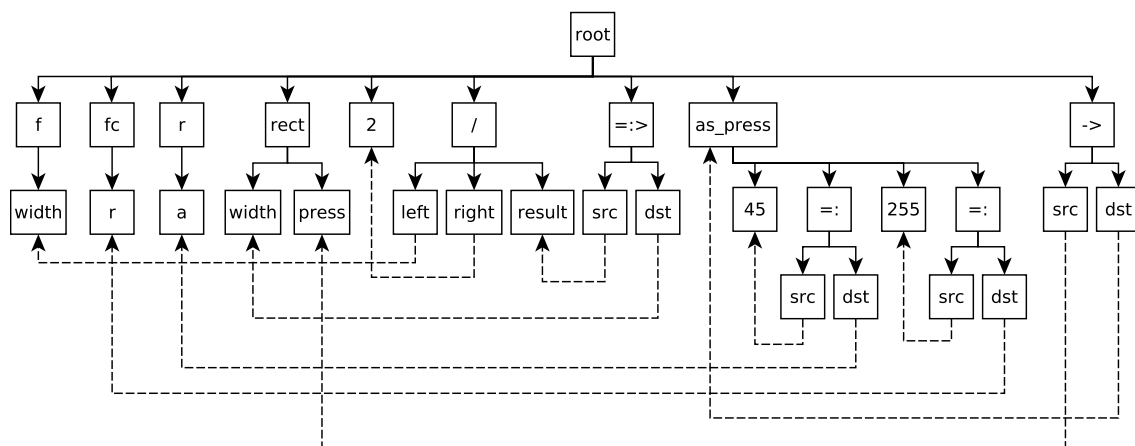 root
f fc r rect 2 / =:> as_press ->
width r a width press left right result src dst 45 =: 255 =: src dst
src dst src dst